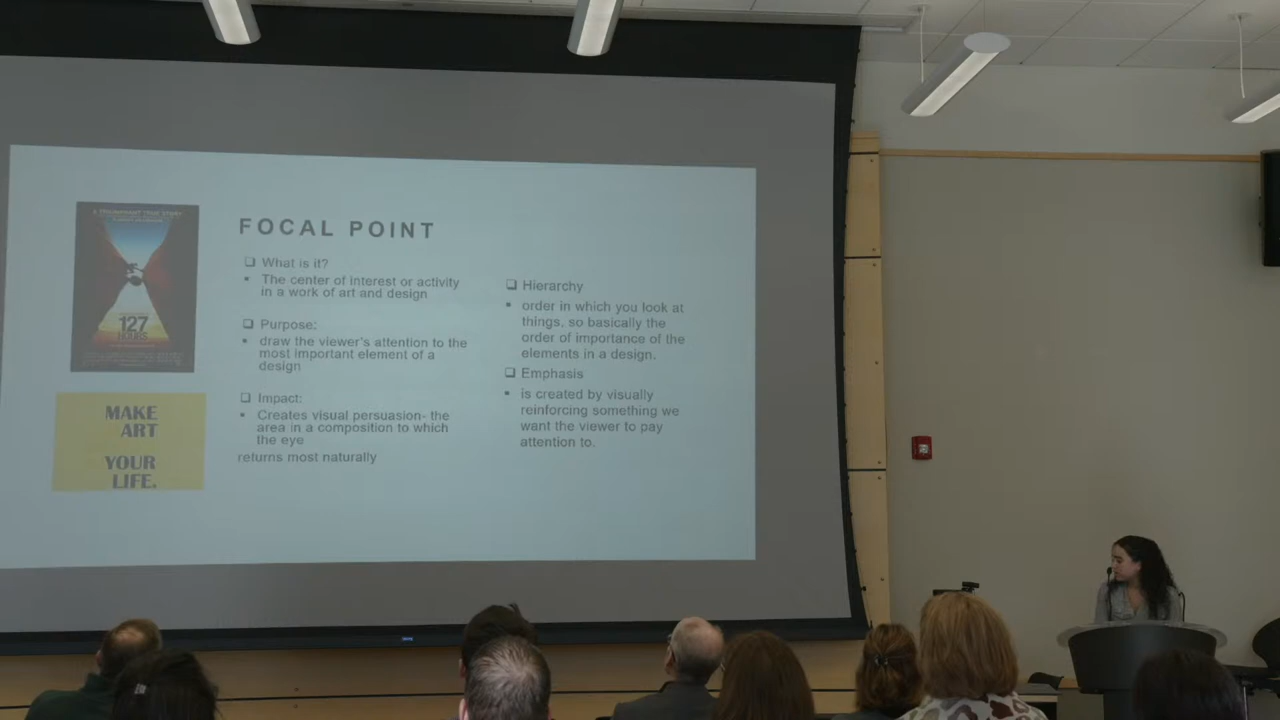 A TRIUMPHANT TRUE STORY
127
HOURS
MAKE
ART
YOUR
LIFE.
FOCAL POINT
What is it?
The center of interest or activity
in a work of art and design
Purpose:
draw the viewer's attention to the
most important element of a
design
Impact:
Creates visual persuasion- the
area in a composition to which
the eye
returns most naturally
Hierarchy
order in which you look at
things, so basically the
order of importance of the
elements in a design.
Emphasis
is created by visually
reinforcing something we
want the viewer to pay
attention to.